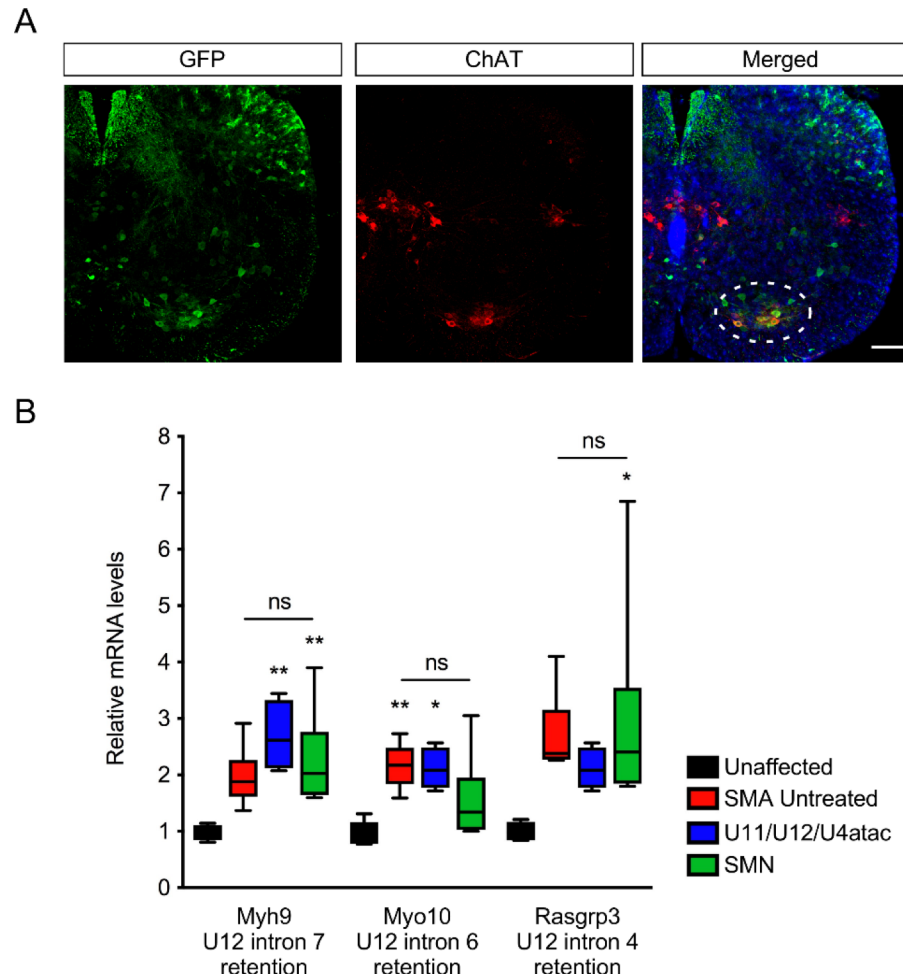 A
GFP ChAT Merged
B
8
7
6
5
4
3
2
1
0
Relative mRNA levels
ns
**
**
ns
**
*
ns
*
Unaffected
SMA Untreated
U11/U12/U4atac
SMN
Myh9
U12 intron 7
retention
Myo10
U12 intron 6
retention
Rasgrp3
U12 intron 4
retention